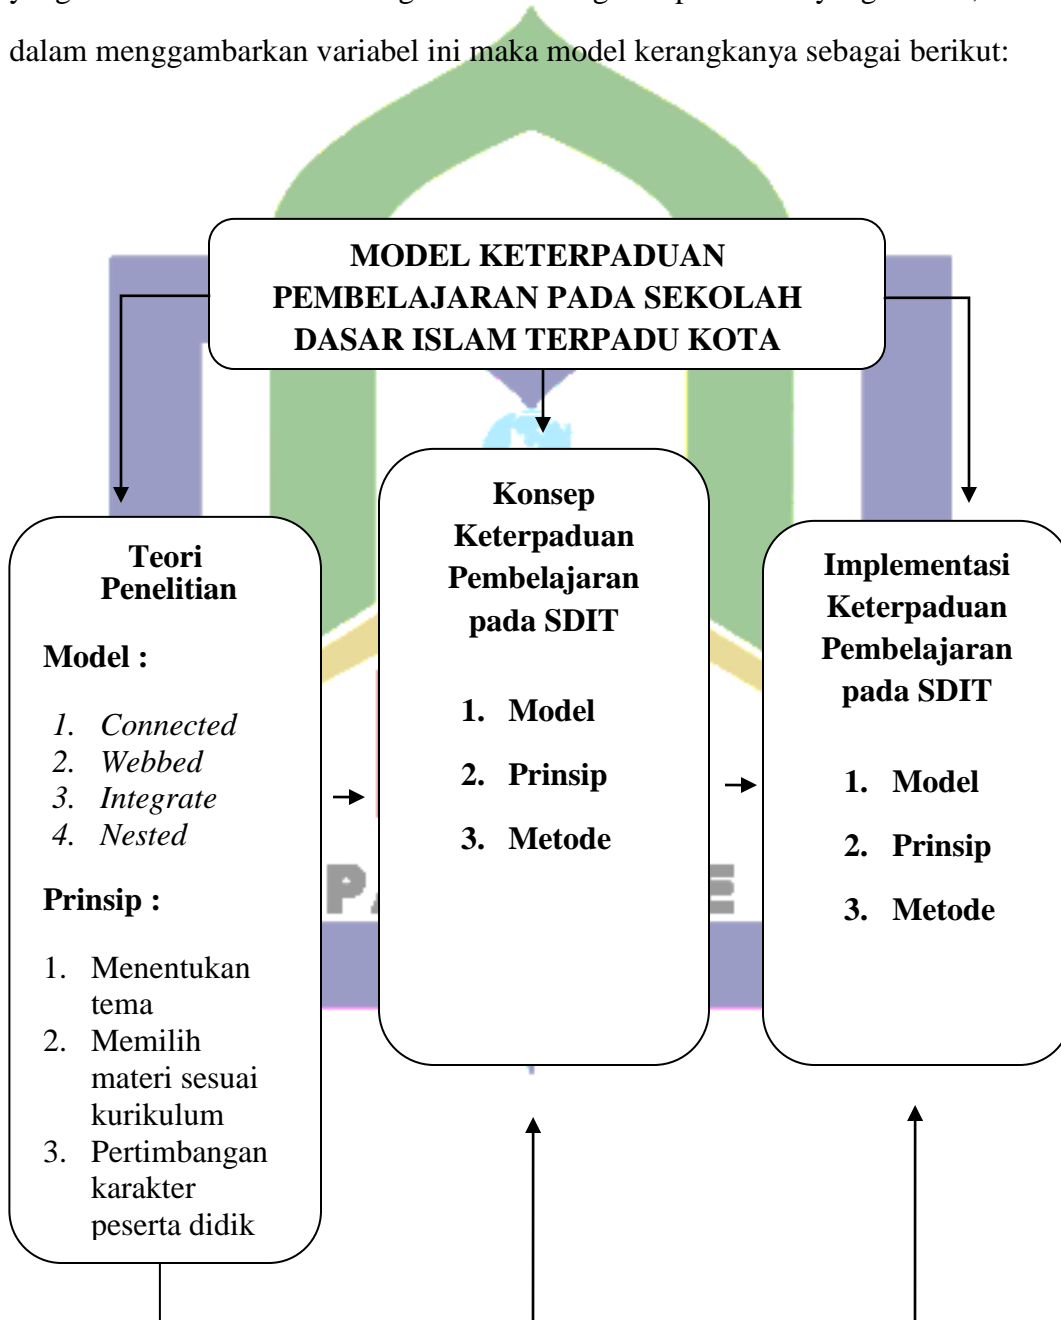 dalam menggambarkan variabel ini maka model kerangkanya sebagai berikut:
MODEL KETERPADUAN
PEMBELAJARAN PADA SEKOLAH
DASAR ISLAM TERPADU KOTA
Teori
Penelitian
Model :
1. Connected
2. Webbed
3. Integrate
4. Nested
Prinsip :
1. Menentukan
tema
2. Memilih
materi sesuai
kurikulum
3. Pertimbangan
karakter
peserta didik
Konsep
Keterpaduan
Pembelajaran
pada SDIT
1. Model
2. Prinsip
3. Metode
Implementasi
Keterpaduan
Pembelajaran
pada SDIT
1. Model
2. Prinsip
3. Metode